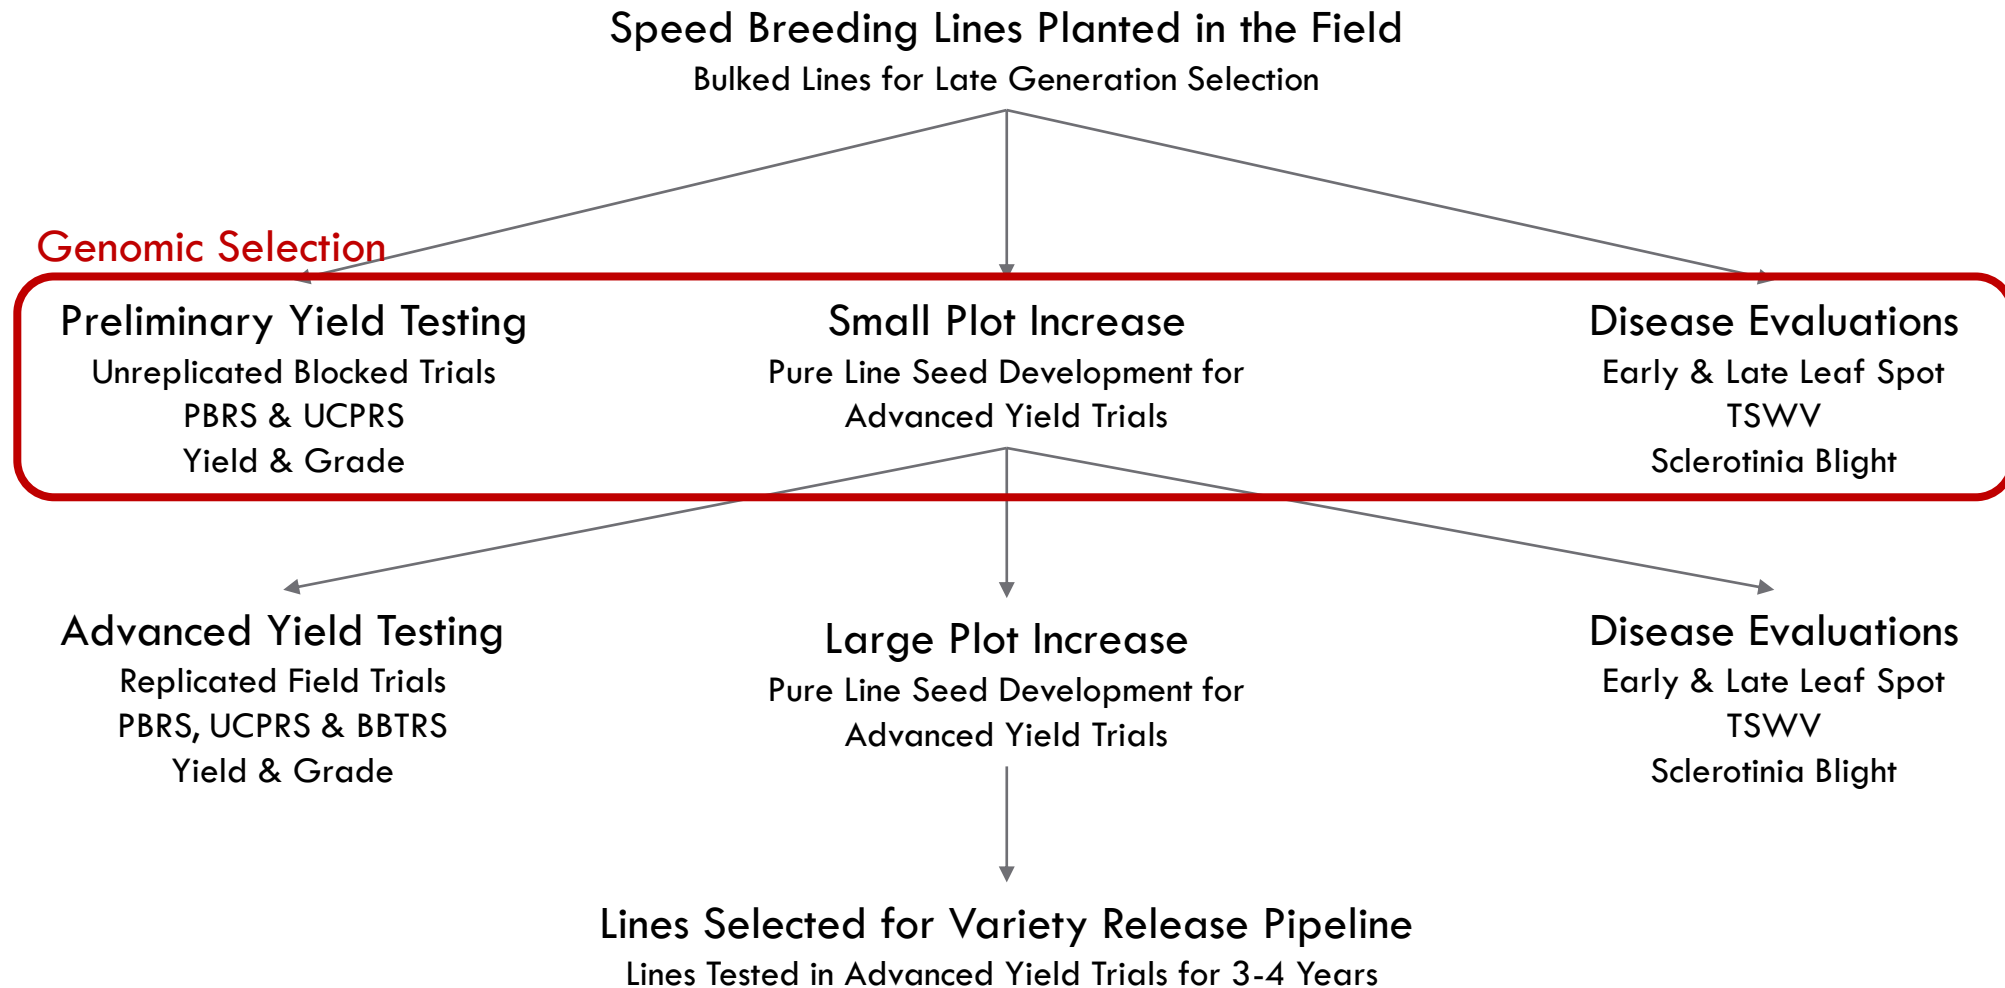 Speed Breeding Lines Planted in the Field
Bulked Lines for Late Generation Selection
Genomic Selection
Preliminary Yield Testing
Unreplicated Blocked Trials
PBRS & UCPRS
Yield & Grade
Small Plot Increase
Pure Line Seed Development for
Advanced Yield Trials
Disease Evaluations
Early & Late Leaf Spot
TSWV
Sclerotinia Blight
Advanced Yield Testing
Replicated Field Trials
PBRS, UCPRS & BBTRS
Yield & Grade
Large Plot Increase
Pure Line Seed Development for
Advanced Yield Trials
Disease Evaluations
Early & Late Leaf Spot
TSWV
Sclerotinia Blight
Lines Selected for Variety Release Pipeline
Lines Tested in Advanced Yield Trials for 3-4 Years